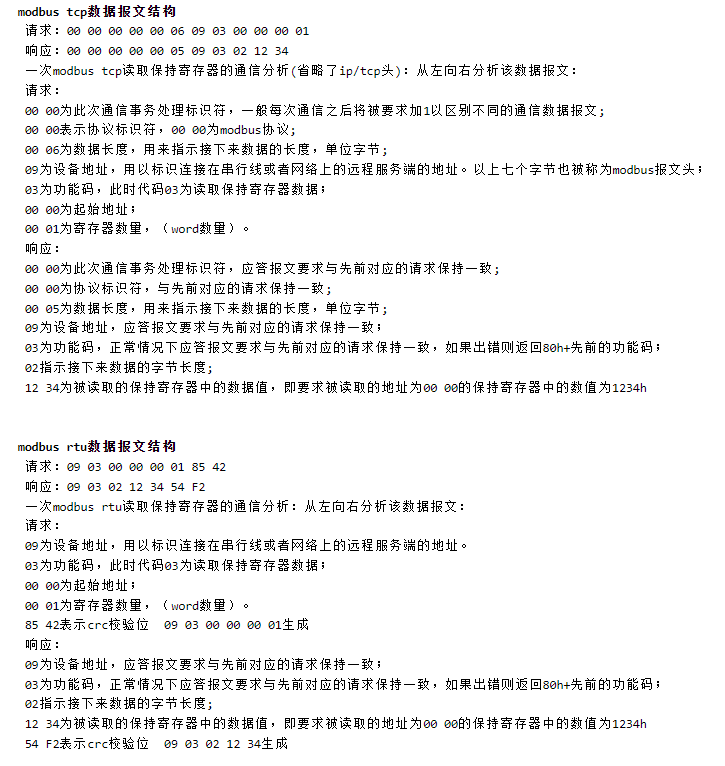 modbus tcp数据报文结构
请求：00 00 00 00 00 06 09 03 00 00 00 01
响应：00 00 00 00 00 05 09 03 02 12 34
一次modbus tcp读取保持寄存器的通信分析(省略了ip/tcp头)：从左向右分析该数据报文：
请求：
00 00为此次通信事务处理标识符，一般每次通信之后将被要求加1以区别不同的通信数据报文；
00 00表示协议标识符，00 00为modbus协议；
00 06为数据长度，用来指示接下来数据的长度，单位字节；
09为设备地址，用以标识连接在串行线或者网络上的远程服务端的地址。以上七个字节也被称为modbus报文头；
03为功能码，此时代码03为读取保持寄存器数据；
00 00为起始地址；
00 01为寄存器数量，（word数量）。
响应：
00 00为此次通信事务处理标识符，应答报文要求与先前对应的请求保持一致；
00 00为协议标识符，与先前对应的请求保持一致；
00 05为数据长度，用来指示接下来数据的长度，单位字节；
09为设备地址，应答报文要求与先前对应的请求保持一致；
03为功能码，正常情况下应答报文要求与先前对应的请求保持一致，如果出错则返回80h+先前的功能码；
02指示接下来数据的字节长度；
12 34为被读取的保持寄存器中的数据值，即要求被读取的地址为00 00的保持寄存器中的数值为1234h
modbus rtu数据报文结构
请求：09 03 00 00 00 01 85 42
响应：09 03 02 12 34 54 F2
一次modbus rtu读取保持寄存器的通信分析：从左向右分析该数据报文：
请求：
09为设备地址，用以标识连接在串行线或者网络上的远程服务端的地址。
03为功能码，此时代码03为读取保持寄存器数据；
00 00为起始地址；
00 01为寄存器数量，（word数量）。
85 42表示crc校验位  09 03 00 00 00 01生成
响应：
09为设备地址，应答报文要求与先前对应的请求保持一致；
03为功能码，正常情况下应答报文要求与先前对应的请求保持一致，如果出错则返回80h+先前的功能码；
02指示接下来数据的字节长度；
12 34为被读取的保持寄存器中的数据值，即要求被读取的地址为00 00的保持寄存器中的数值为1234h
54 F2表示crc校验位  09 03 02 12 34生成